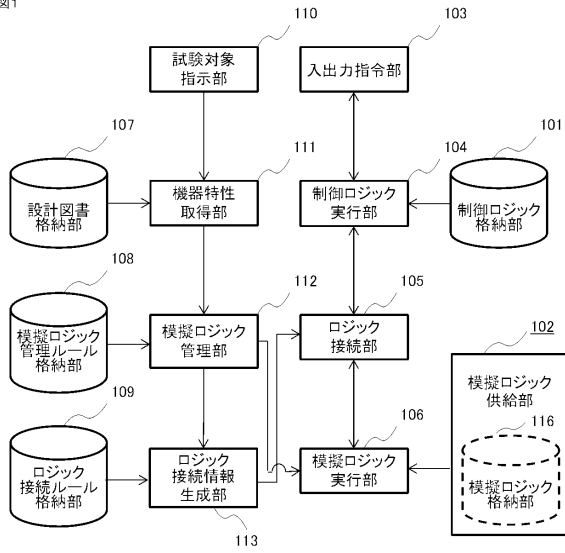 図1
110
試験対象
指示部
103
入出力指令部
107
設計図書
格納部
111
機器特性
取得部
104
制御ロジック
実行部
101
制御ロジック
格納部
108
模擬ロジック
管理ルール
格納部
112
模擬ロジック
管理部
105
ロジック
接続部
102
模擬ロジック
供給部
116
模擬ロジック
格納部
109
ロジック
接続ルール
格納部
ロジック
接続情報
生成部
113
106
模擬ロジック
実行部